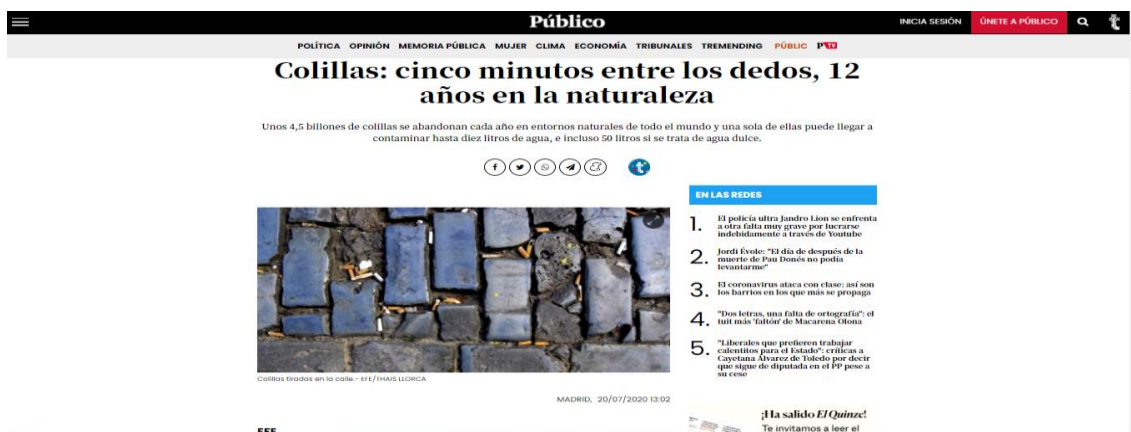 Público
INICIA SESIÓN
ÚNETE A PÚBLICO
POLÍTICA OPINIÓN MEMORIA PÚBLICA MUJER CLIMA ECONOMÍA TRIBUNALES TREMENDING PÚBLIC P TV
Colillas: cinco minutos entre los dedos, 12
años en la naturaleza
Unos 4,5 billones de colillas se abandonan cada año en entornos naturales de todo el mundo y una sola de ellas puede llegar a
contaminar hasta diez litros de agua, e incluso 50 litros si se trata de agua dulce.
Colillas tiradas en la calle.- EFE/THAIS LLORCA
MADRID, 20/07/2020 13:02
EFE
EN LAS REDES
1. El policía ultra Jandro Lion se enfrenta
a otra falta muy grave por lucrarse
indebidamente a través de Youtube
2. Jordi Évole: "El día de después de la
muerte de Pau Donés no podía
levantarme"
3. El coronavirus ataca con clase: así son
los barrios en los que más se propaga
4. "Dos letras, una falta de ortografía": el
tuit más 'faltón' de Macarena Olona
5. "Liberales que prefieren trabajar
calentitos para el Estado": críticas a
Cayetana Álvarez de Toledo por decir
que sigue de diputada en el PP pese a
su cese
¡Ha salido El Quinze!
Te invitamos a leer el